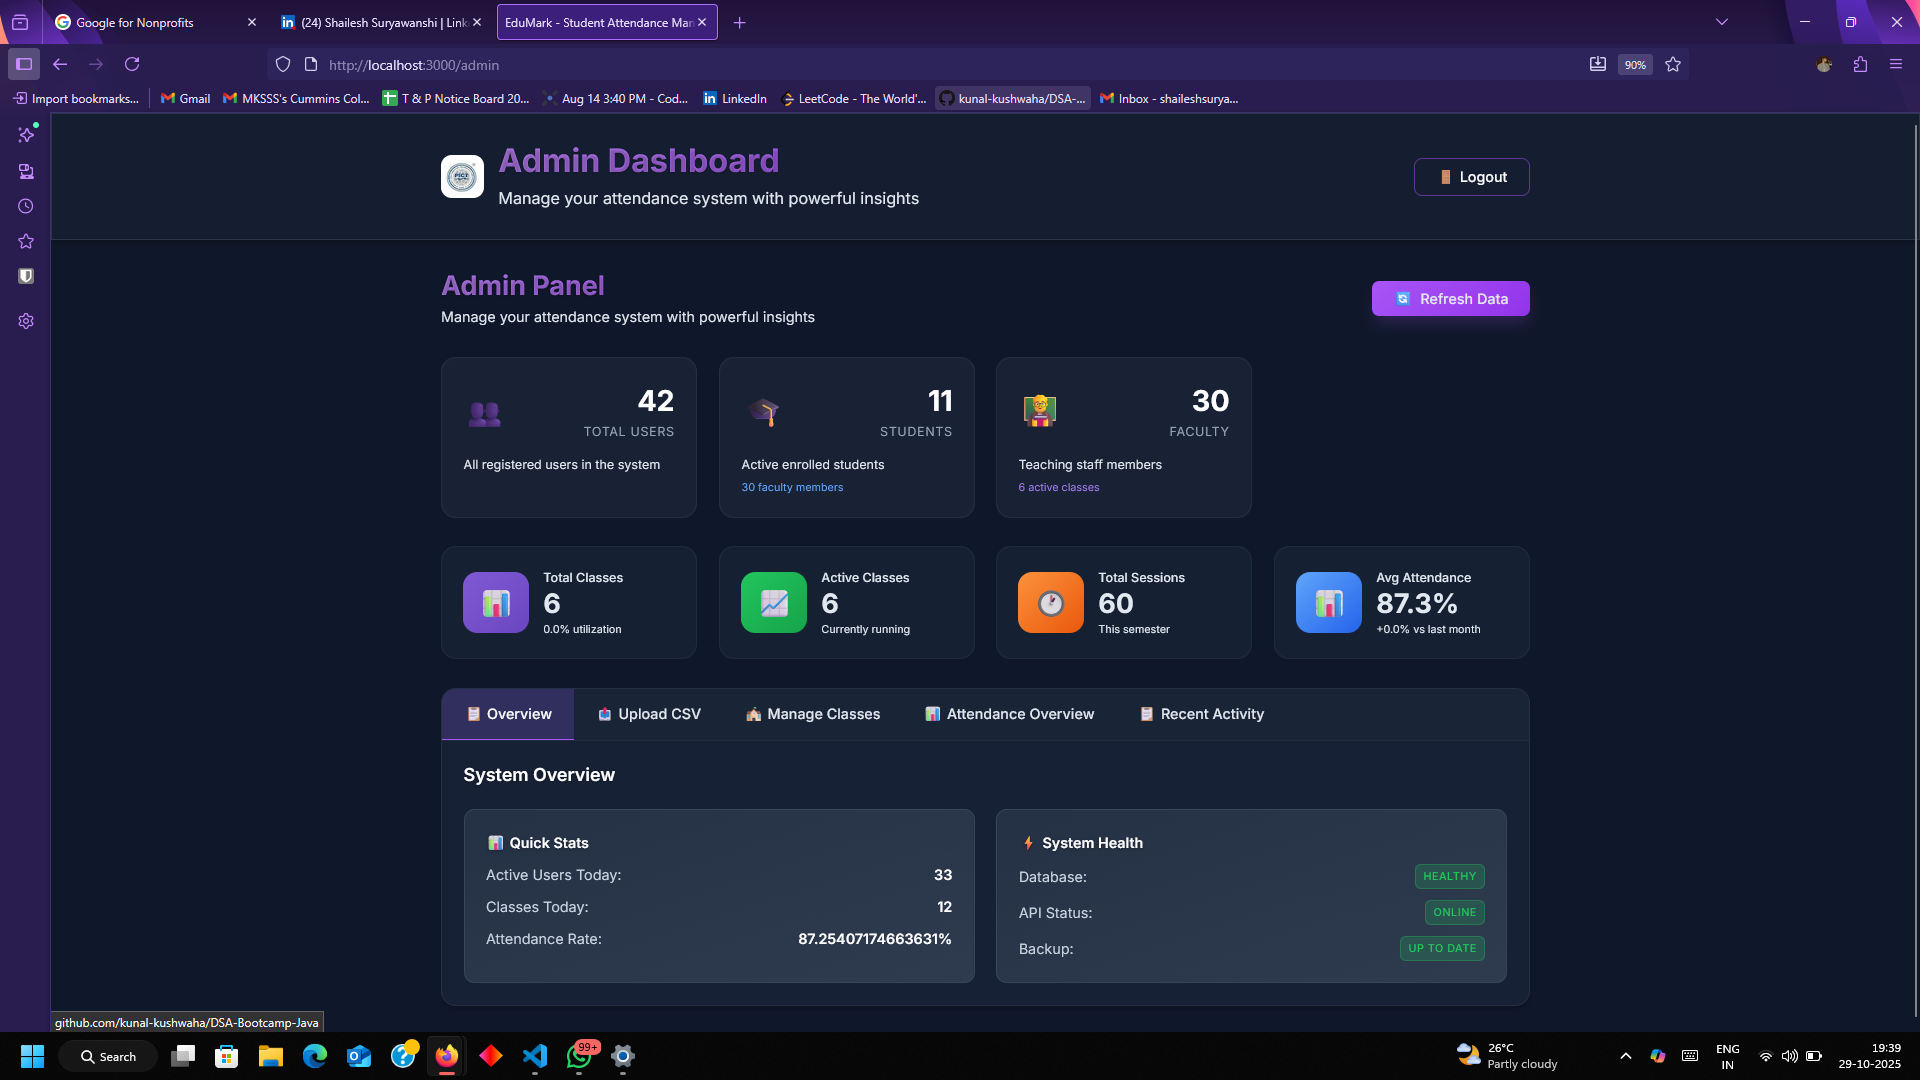 Google for Nonprofits
(24) Shailesh Suryawanshi | Link
EduMark - Student Attendance Man
http://localhost:3000/admin
90%
Import bookmarks...
Gmail
MKSSS's Cummins Col...
T & P Notice Board 20...
Aug 14 3:40 PM - Cod...
LinkedIn
LeetCode - The World'...
kunal-kushwaha/DSA-...
Inbox - shaileshsurya...
PICT
Admin Dashboard
Manage your attendance system with powerful insights
Logout
Admin Panel
Manage your attendance system with powerful insights
Refresh Data
42
TOTAL USERS
All registered users in the system
11
STUDENTS
Active enrolled students
30 faculty members
30
FACULTY
Teaching staff members
6 active classes
Total Classes
6
0.0% utilization
Active Classes
6
Currently running
Total Sessions
60
This semester
Avg Attendance
87.3%
+0.0% vs last month
Overview
Upload CSV
Manage Classes
Attendance Overview
Recent Activity
System Overview
Quick Stats
Active Users Today: 33
Classes Today: 12
Attendance Rate: 87.25407174663631%
System Health
Database: HEALTHY
API Status: ONLINE
Backup: UP TO DATE
github.com/kunal-kushwaha/DSA-Bootcamp-Java
Search
99+
26°C
Partly cloudy
ENG
IN
19:39
29-10-2025